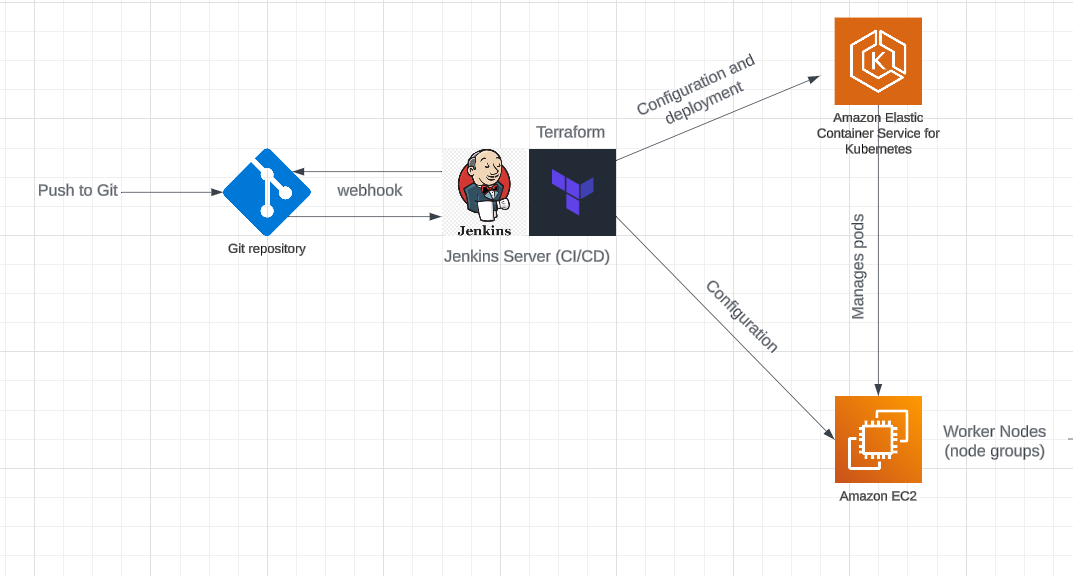 Push to Git
Git repository
webhook
Jenkins
Jenkins Server (CI/CD)
Terraform
Configuration and
deployment
K
Amazon Elastic
Container Service for
Kubernetes
Configuration
Manages pods
Amazon EC2
Worker Nodes
(node groups)